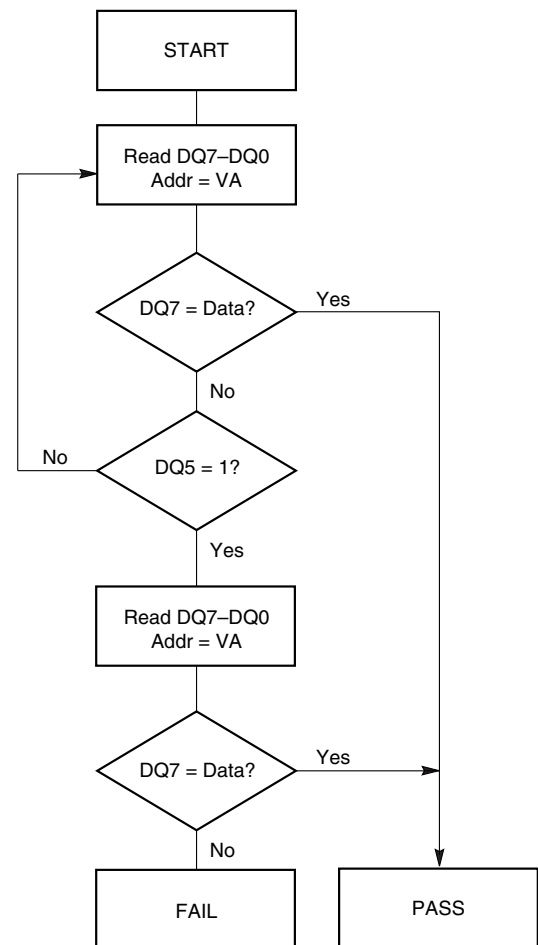 START
Read DQ7–DQ0
Addr = VA
DQ7 = Data?
Yes
No
DQ5 = 1?
No
Yes
Read DQ7–DQ0
Addr = VA
DQ7 = Data?
Yes
No
FAIL
PASS